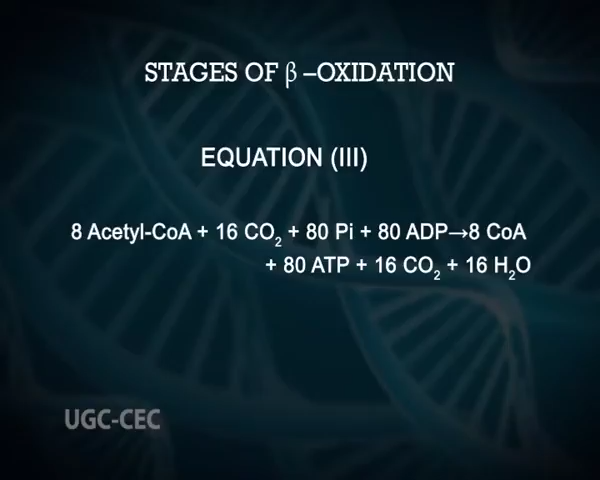 STAGES OF β –OXIDATION
EQUATION (III)
8 Acetyl-CoA + 16 CO₂ + 80 Pi + 80 ADP→8 CoA
+ 80 ATP + 16 CO₂ + 16 H₂O
UGC-CEC